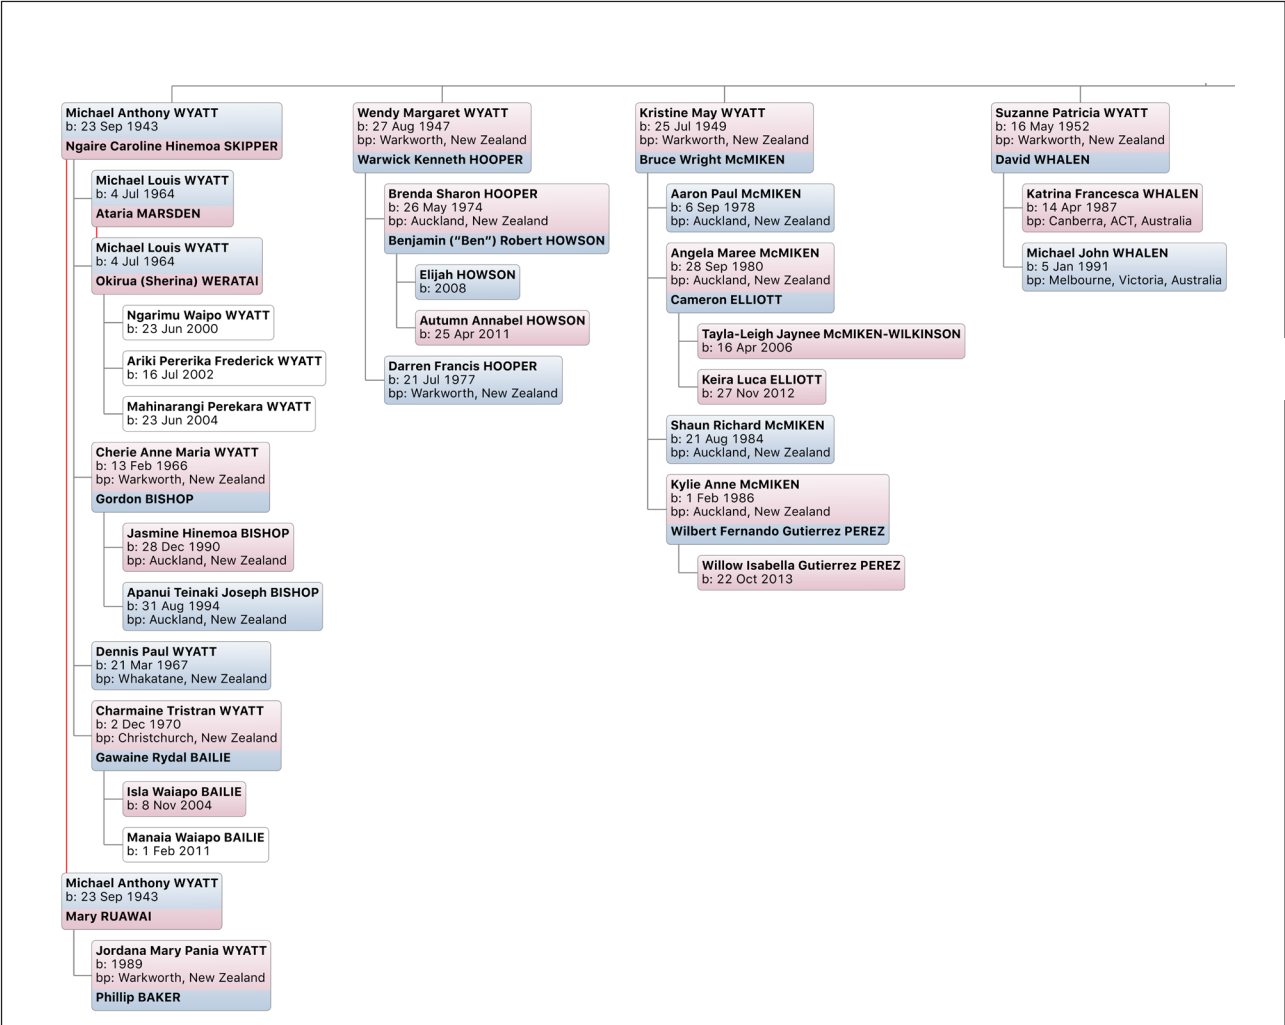 Michael Anthony WYATT
b: 23 Sep 1943
Ngaire Caroline Hinemoa SKIPPER
Michael Louis WYATT
b: 4 Jul 1964
Ataria MARSDEN
Michael Louis WYATT
b: 4 Jul 1964
Okirua (Sherina) WERATAI
Ngarimu Waipo WYATT
b: 23 Jun 2000
Ariki Pererika Frederick WYATT
b: 16 Jul 2002
Mahinarangi Perekara WYATT
b: 23 Jun 2004
Cherie Anne Maria WYATT
b: 13 Feb 1966
bp: Warkworth, New Zealand
Gordon BISHOP
Jasmine Hinemoa BISHOP
b: 28 Dec 1990
bp: Auckland, New Zealand
Apanui Teinaki Joseph BISHOP
b: 31 Aug 1994
bp: Auckland, New Zealand
Dennis Paul WYATT
b: 21 Mar 1967
bp: Whakatane, New Zealand
Charmaine Tristran WYATT
b: 2 Dec 1970
bp: Christchurch, New Zealand
Gawaine Rydal BAILIE
Isla Waiapo BAILIE
b: 8 Nov 2004
Manaia Waiapo BAILIE
b: 1 Feb 2011
Michael Anthony WYATT
b: 23 Sep 1943
Mary RUAWAI
Jordana Mary Pania WYATT
b: 1989
bp: Warkworth, New Zealand
Phillip BAKER
Wendy Margaret WYATT
b: 27 Aug 1947
bp: Warkworth, New Zealand
Warwick Kenneth HOOPER
Brenda Sharon HOOPER
b: 26 May 1974
bp: Auckland, New Zealand
Benjamin (“Ben”) Robert HOWSON
Elijah HOWSON
b: 2008
Autumn Annabel HOWSON
b: 25 Apr 2011
Darren Francis HOOPER
b: 21 Jul 1977
bp: Warkworth, New Zealand
Kristine May WYATT
b: 25 Jul 1949
bp: Warkworth, New Zealand
Bruce Wright McMIKEN
Aaron Paul McMIKEN
b: 6 Sep 1978
bp: Auckland, New Zealand
Angela Maree McMIKEN
b: 28 Sep 1980
bp: Auckland, New Zealand
Cameron ELLIOTT
Tayla-Leigh Jaynee McMIKEN-WILKINSON
b: 16 Apr 2006
Keira Luca ELLIOTT
b: 27 Nov 2012
Shaun Richard McMIKEN
b: 21 Aug 1984
bp: Auckland, New Zealand
Kylie Anne McMIKEN
b: 1 Feb 1986
bp: Auckland, New Zealand
Wilbert Fernando Gutierrez PEREZ
Willow Isabella Gutierrez PEREZ
b: 22 Oct 2013
Suzanne Patricia WYATT
b: 16 May 1952
bp: Warkworth, New Zealand
David WHALEN
Katrina Francesca WHALEN
b: 14 Apr 1987
bp: Canberra, ACT, Australia
Michael John WHALEN
b: 5 Jan 1991
bp: Melbourne, Victoria, Australia